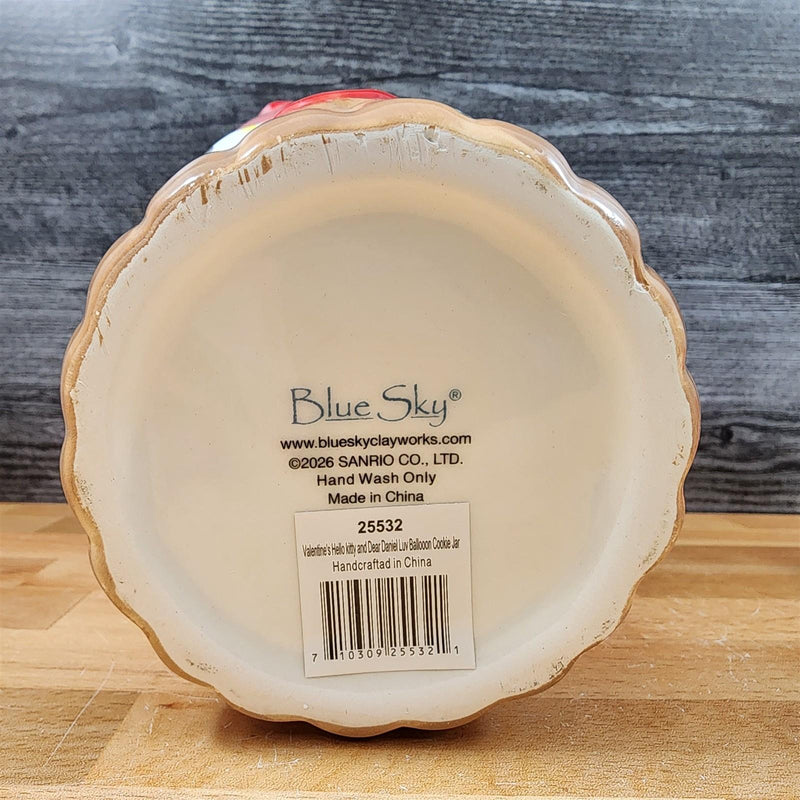 Blue Sky®
www.blueskyclayworks.com
©2026 SANRIO CO., LTD.
Hand Wash Only
Made in China
25532
Valentine's Hello kitty and Dear Daniel Luv Ballooon Cookie Jar
Handcraftad in China
7 10309 25532 1